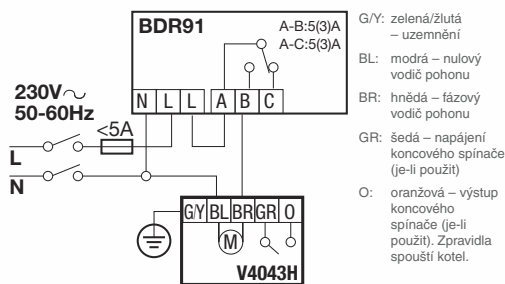 BDR91
A-B:5(3)A
A-C:5(3)A
230V~
50-60Hz
N L L A B C
<5A
L
N
G/Y BL BR GR O
M
V4043H
G/Y: zelená/žlutá
– uzemnění
BL: modrá – nulový
vodič pohonu
BR: hnědá – fázový
vodič pohonu
GR: šedá – napájení
koncového spínače
(je-li použit)
O: oranžová – výstup
koncového
spínače (je-li
použit). Zpravidla
spouští kotel.